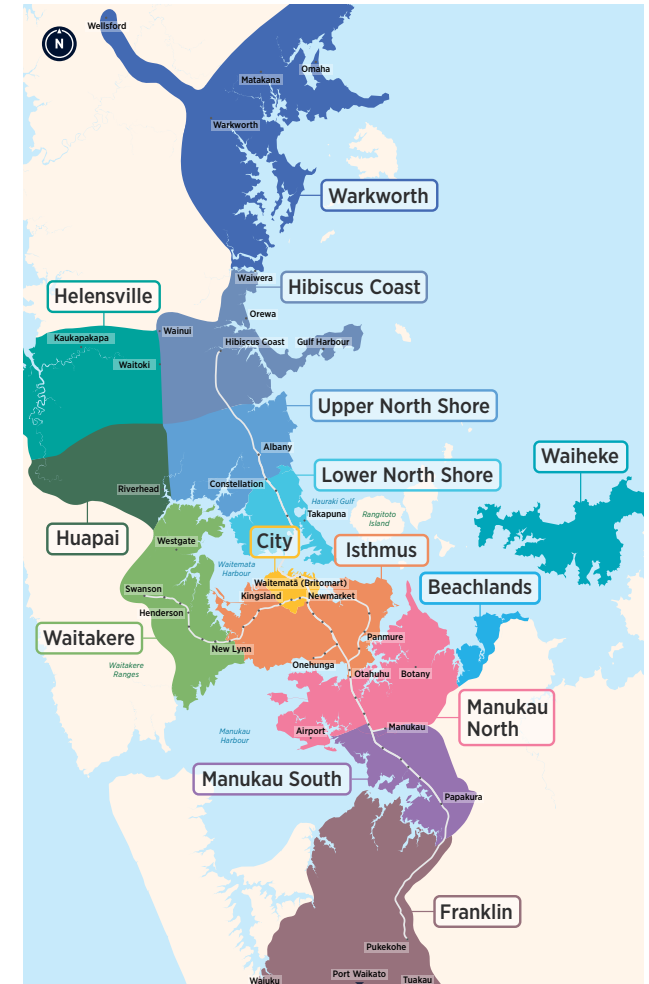 Wellsford
N
Omaha
Matakana
Warkworth
Warkworth
Waiwera
Hibiscus Coast
Helensville
Orewa
Wainui
Kaukapakapa
Hibiscus Coast
Gulf Harbour
Waitoki
Upper North Shore
Albany
Waiheke
Lower North Shore
Constellation
Riverhead
Hauraki Gulf
Takapuna
Rangitoto
Island
Huapai
Westgate
City
Isthmus
Waitemata
Harbour
Waitematā (Britomart)
Beachlands
Swanson
Kingsland
Newmarket
Henderson
Waitakere
Panmure
New Lynn
Onehunga
Waitakere
Ranges
Otahuhu
Botany
Manukau
North
Manukau
Harbour
Airport
Manukau
Manukau South
Papakura
Franklin
Pukekohe
Port Waikato
Waiuku
Tuakau